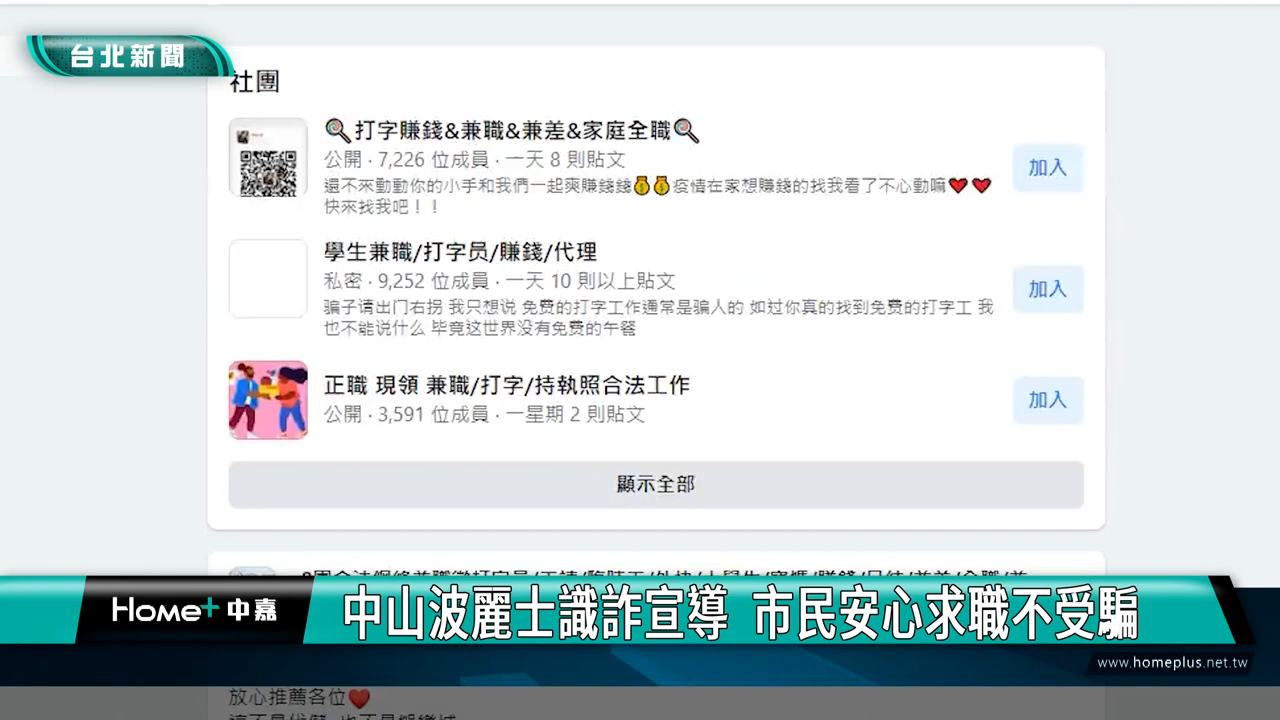 台北新聞
社團
打字賺錢&兼職&兼差&家庭全職
公開 · 7,226 位成員 · 一天 8 則貼文
還不來動動你的小手和我們一起爽賺錢錢💰💰疫情在家想賺錢的找我看了不心動嘛❤❤
快來找我吧！！
加入
學生兼職/打字员/賺錢/代理
私密 · 9,252 位成員 · 一天 10 則以上貼文
骗子请出门右拐 我只想说 免费的打字工作通常是骗人的 如过你真的找到免费的打字工 我
也不能说什么 毕竟这世界没有免费的午餐
加入
正職 現領 兼職/打字/持執照合法工作
公開 · 3,591 位成員 · 一星期 2 則貼文
加入
顯示全部
Home+ 中嘉
中山波麗士識詐宣導 市民安心求職不受騙
www.homeplus.net.tw
放心推薦各位❤